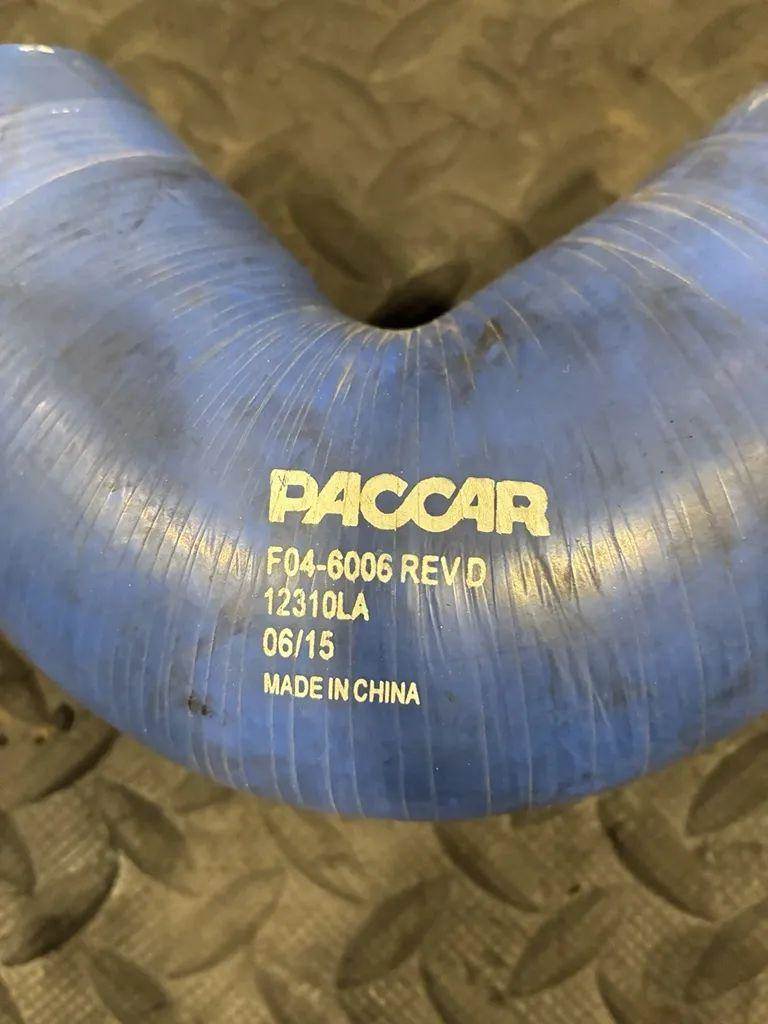 PACCAR
F04-6006 REV D
12310LA
06/15
MADE IN CHINA